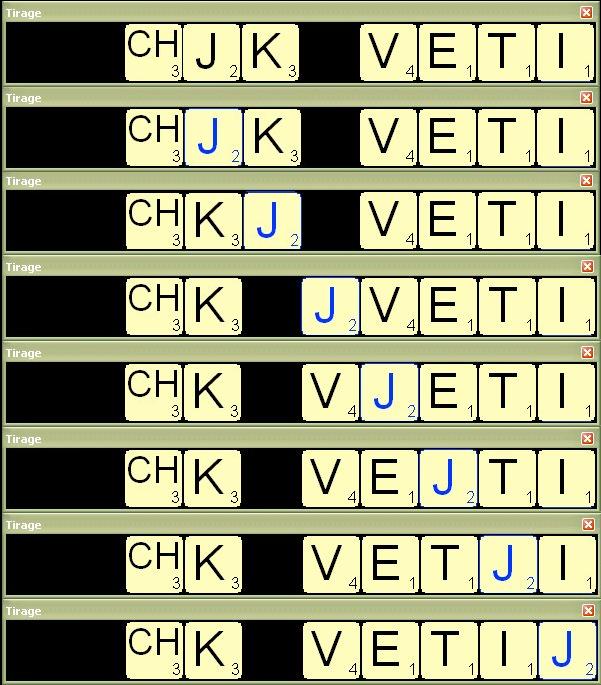 Tirage
CH3 J2 K3 V4 E1 T1 I1
Tirage
CH3 J2 K3 V4 E1 T1 I1
Tirage
CH3 K3 J2 V4 E1 T1 I1
Tirage
CH3 K3 J2 V4 E1 T1 I1
Tirage
CH3 K3 V4 J2 E1 T1 I1
Tirage
CH3 K3 V4 E1 J2 T1 I1
Tirage
CH3 K3 V4 E1 T1 J2 I1
Tirage
CH3 K3 V4 E1 T1 I1 J2